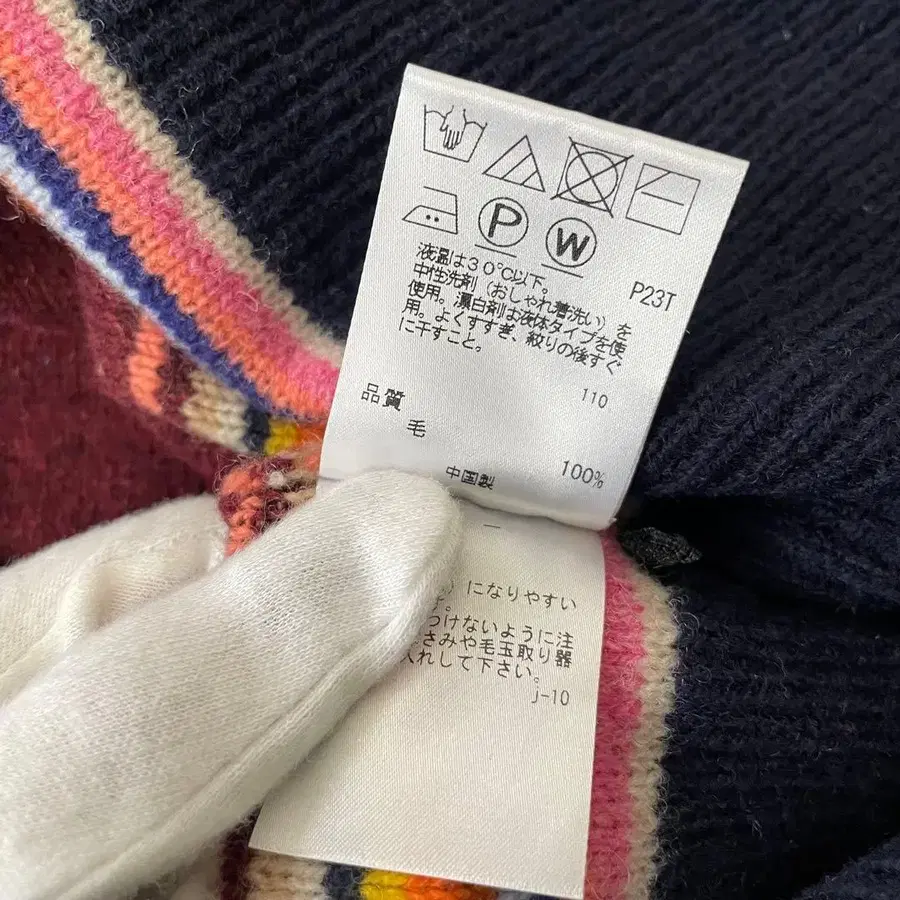 P W
液温は30℃以下。
中性洗剤(おしゃれ着洗い)を
使用。漂白剤は液体タイプを使
用。よくすすぎ、絞りの後すぐ
に干すこと。
P23T
110
品質
毛
100%
中国製
になりやすい
つけないように注
さみや毛玉取り器
入れして下さい。
J-10